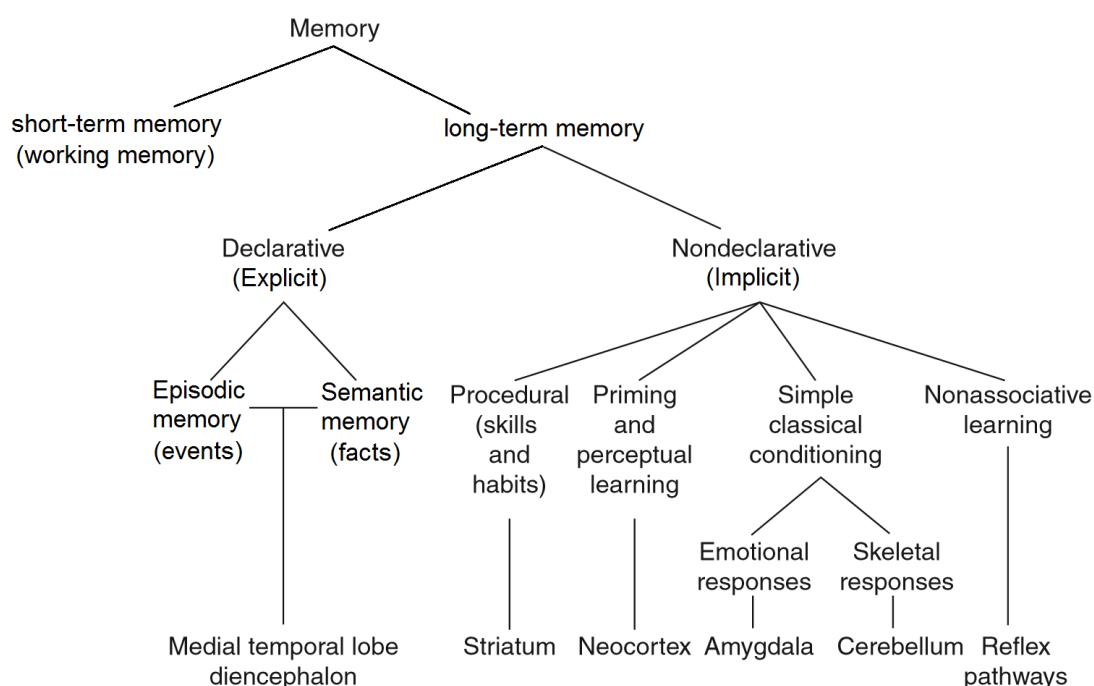 Memory
short-term memory
(working memory)
long-term memory
Declarative
(Explicit)
Nondeclarative
(Implicit)
Episodic
memory
(events)
Semantic
memory
(facts)
Procedural
(skills
and
habits)
Priming
and
perceptual
learning
Simple
classical
conditioning
Nonassociative
learning
Emotional
responses
Skeletal
responses
Medial temporal lobe
diencephalon
Striatum
Neocortex
Amygdala
Cerebellum
Reflex
pathways